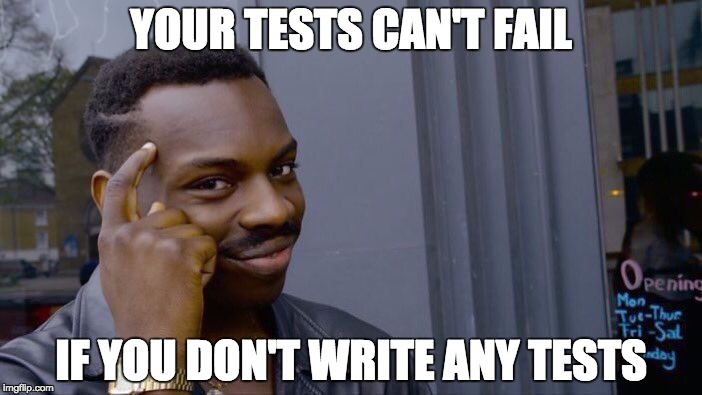 YOUR TESTS CAN'T FAIL
Opening
Mon
Tue-Thur
Fri-Sat
IF YOU DON'T WRITE ANY TESTS
imgflip.com